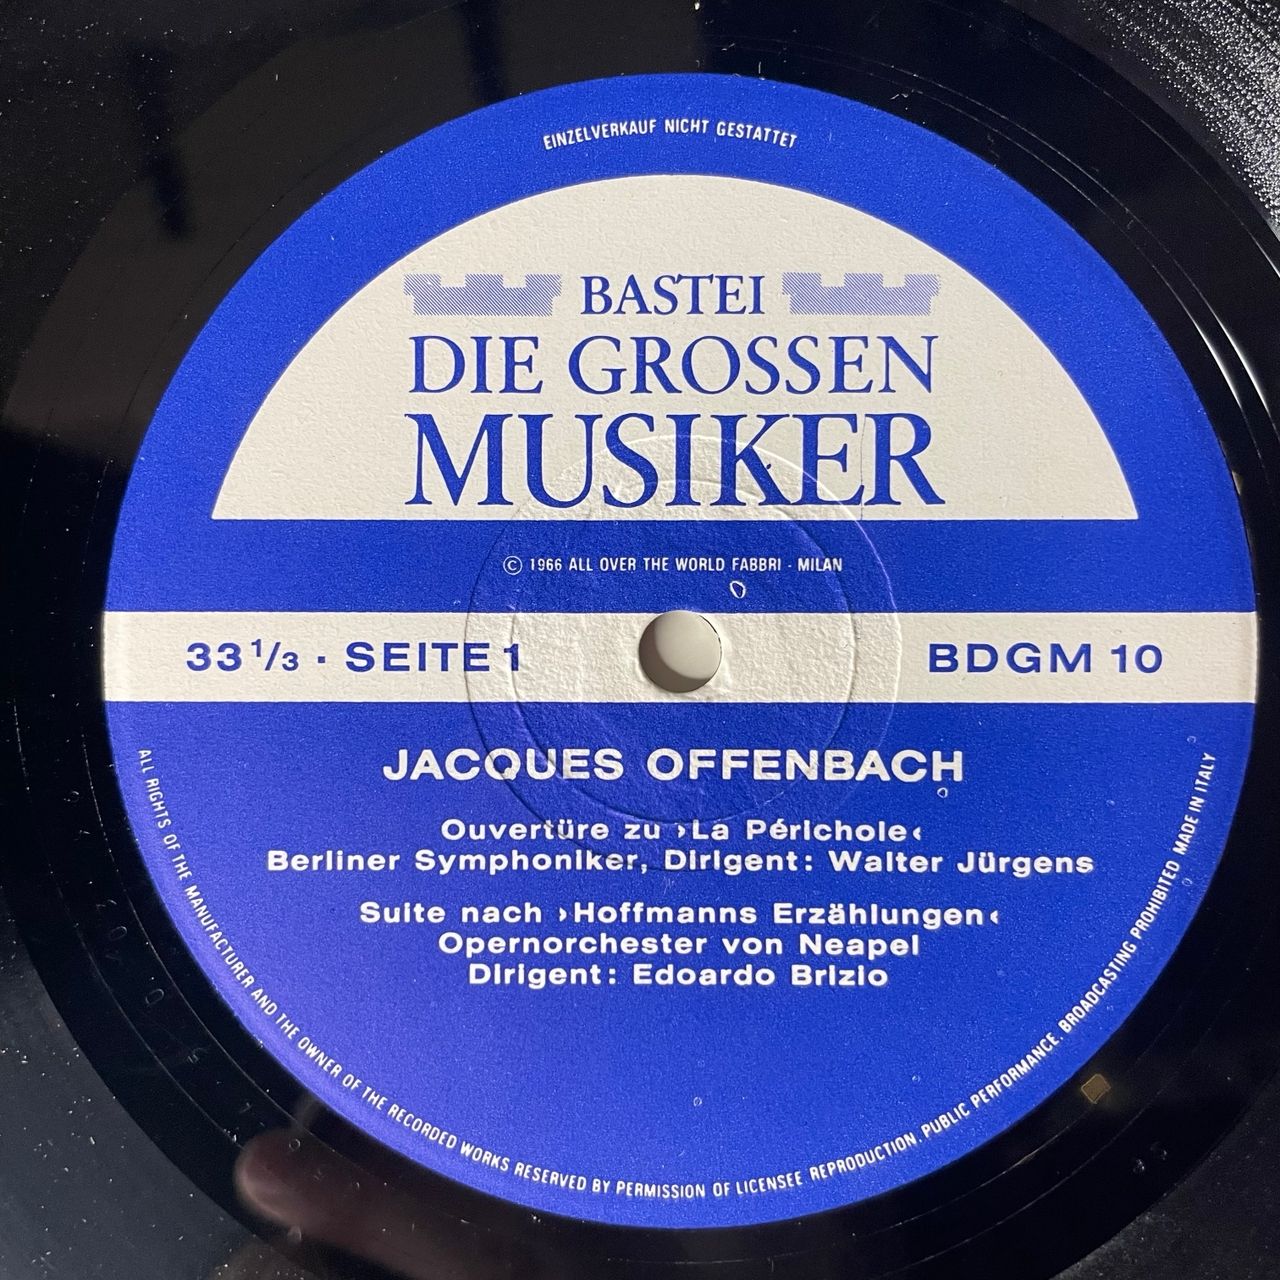 EINZELVERKAUF NICHT GESTATTET
BASTEI
DIE GROSSEN
MUSIKER
© 1966 ALL OVER THE WORLD FABBRI - MILAN
33 1/3 · SEITE 1
BDGM 10
JACQUES OFFENBACH
Ouvertüre zu ›La Périchole‹
Berliner Symphoniker, Dirigent: Walter Jürgens
Suite nach ›Hoffmanns Erzählungen‹
Opernorchester von Neapel
Dirigent: Edoardo Brizio
ALL RIGHTS OF THE MANUFACTURER AND THE OWNER OF THE RECORDED WORKS RESERVED BY PERMISSION OF LICENSEE REPRODUCTION. PUBLIC PERFORMANCE. BROADCASTING PROHIBITED MADE IN ITALY